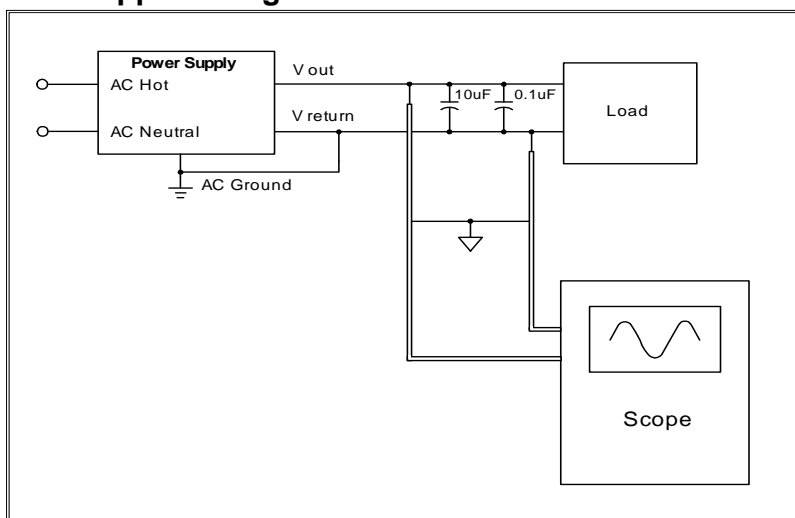 Power Supply
AC Hot
AC Neutral
V out
V return
AC Ground
10uF
0.1uF
Load
Scope